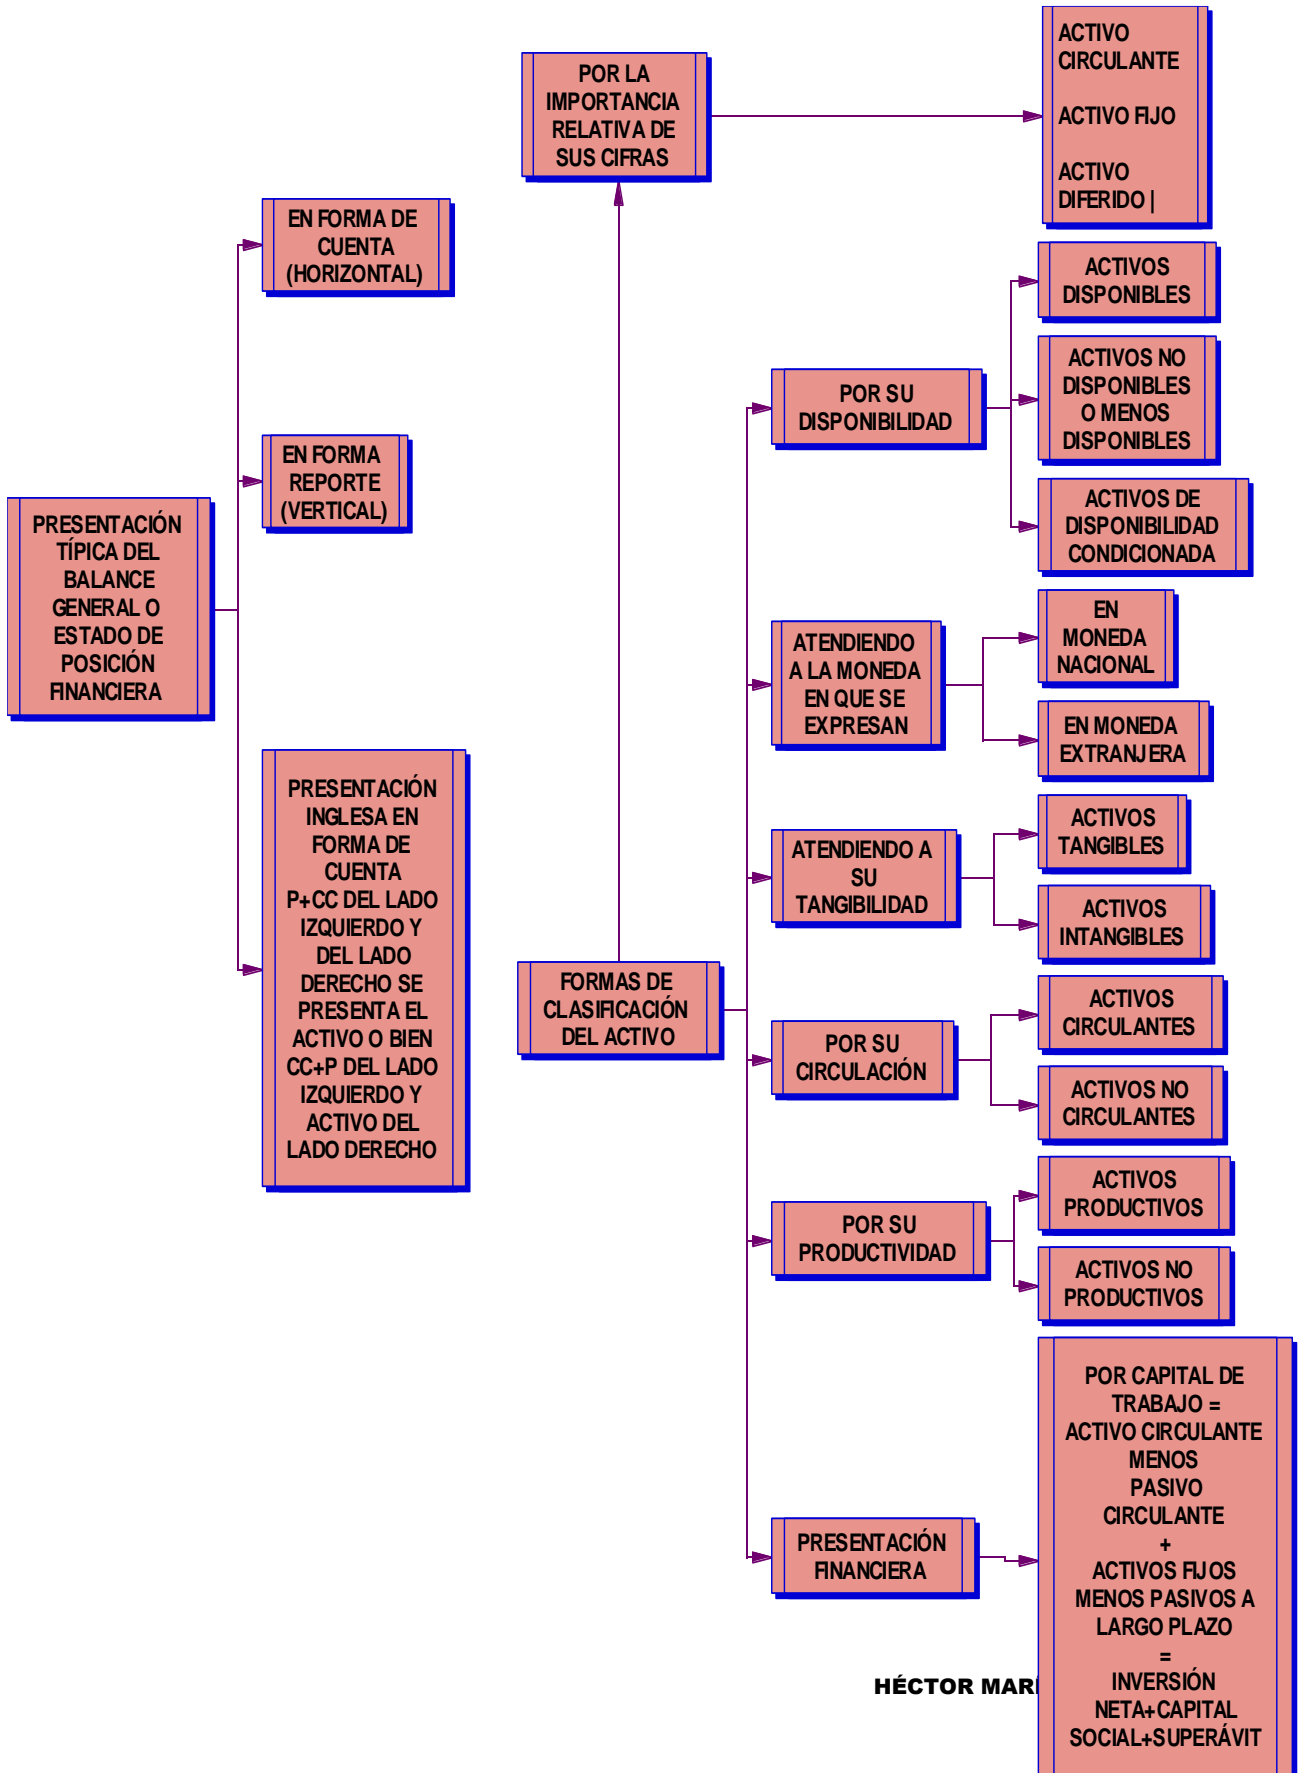 PRESENTACIÓN
TÍPICA DEL
BALANCE
GENERAL O
ESTADO DE
POSICIÓN
FINANCIERA
EN FORMA DE
CUENTA
(HORIZONTAL)
EN FORMA
REPORTE
(VERTICAL)
PRESENTACIÓN
INGLESA EN
FORMA DE
CUENTA
P+CC DEL LADO
IZQUIERDO Y
DEL LADO
DERECHO SE
PRESENTA EL
ACTIVO O BIEN
CC+P DEL LADO
IZQUIERDO Y
ACTIVO DEL
LADO DERECHO
FORMAS DE
CLASIFICACIÓN
DEL ACTIVO
POR LA
IMPORTANCIA
RELATIVA DE
SUS CIFRAS
ACTIVO
CIRCULANTE
ACTIVO FIJO
ACTIVO
DIFERIDO |
POR SU
DISPONIBILIDAD
ACTIVOS
DISPONIBLES
ACTIVOS NO
DISPONIBLES
O MENOS
DISPONIBLES
ACTIVOS DE
DISPONIBILIDAD
CONDICIONADA
ATENDIENDO
A LA MONEDA
EN QUE SE
EXPRESAN
EN
MONEDA
NACIONAL
EN MONEDA
EXTRANJERA
ATENDIENDO A
SU
TANGIBILIDAD
ACTIVOS
TANGIBLES
ACTIVOS
INTANGIBLES
POR SU
CIRCULACIÓN
ACTIVOS
CIRCULANTES
ACTIVOS NO
CIRCULANTES
POR SU
PRODUCTIVIDAD
ACTIVOS
PRODUCTIVOS
ACTIVOS NO
PRODUCTIVOS
PRESENTACIÓN
FINANCIERA
POR CAPITAL DE
TRABAJO =
ACTIVO CIRCULANTE
MENOS
PASIVO
CIRCULANTE
+
ACTIVOS FIJOS
MENOS PASIVOS A
LARGO PLAZO
=
INVERSIÓN
NETA+CAPITAL
SOCIAL+SUPERÁVIT
HÉCTOR